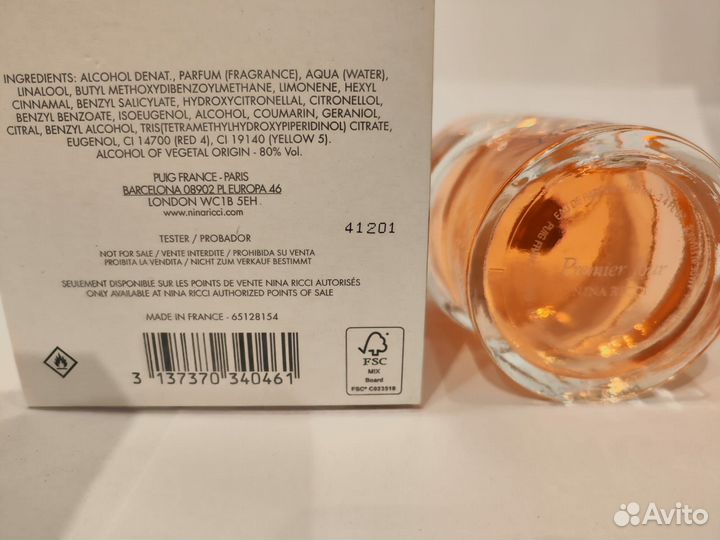 INGREDIENTS: ALCOHOL DENAT., PARFUM (FRAGRANCE), AQUA (WATER),
LINALOOL, BUTYL METHOXYDIBENZOYLMETHANE, LIMONENE, HEXYL
CINNAMAL, BENZYL SALICYLATE, HYDROXYCITRONELLAL, CITRONELLOL,
BENZYL BENZOATE, ISOEUGENOL, ALCOHOL, COUMARIN, GERANIOL,
CITRAL, BENZYL ALCOHOL, TRIS(TETRAMETHYLHYDROXYPIPERIDINOL) CITRATE,
EUGENOL, CI 14700 (RED 4), CI 19140 (YELLOW 5).
ALCOHOL OF VEGETAL ORIGIN - 80% Vol.
PUIG FRANCE - PARIS
BARCELONA 08902 PL EUROPA 46
LONDON WC1B 5EH
www.ninaricci.com
41201
TESTER / PROBADOR
NOT FOR SALE / VENTE INTERDITE / PROHIBIDA SU VENTA
PROIBITA LA VENDITA / NICHT ZUM VERKAUF BESTIMMT
SEULEMENT DISPONIBLE SUR LES POINTS DE VENTE NINA RICCI AUTORISÉS
ONLY AVAILABLE AT NINA RICCI AUTHORIZED POINTS OF SALE
MADE IN FRANCE - 65128154
3 137370 340461
FSC
MIX
Board
FSC® C022518
PUIG EAU DE
Premier Jour
NINA RICCI
Avito